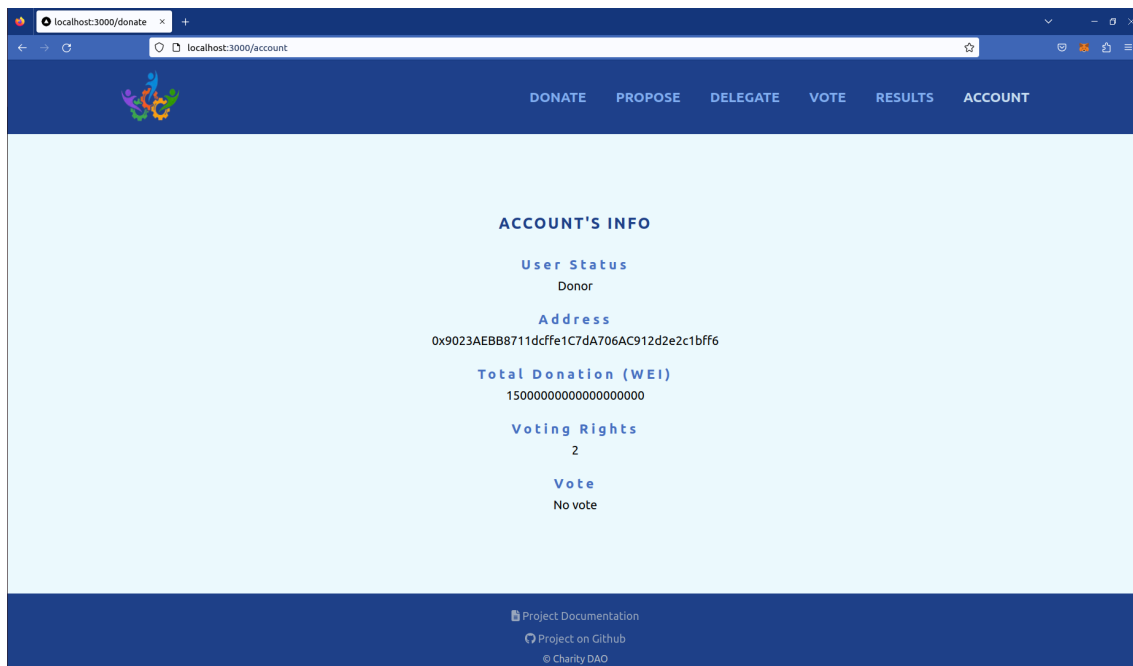 localhost:3000/donate
localhost:3000/account
DONATE PROPOSE DELEGATE VOTE RESULTS ACCOUNT
ACCOUNT'S INFO
User Status
Donor
Address
0x9023AEBB8711dcffe1C7dA706AC912d2e2c1bff6
Total Donation (WEI)
15000000000000000000
Voting Rights
2
Vote
No vote
Project Documentation
Project on Github
© Charity DAO